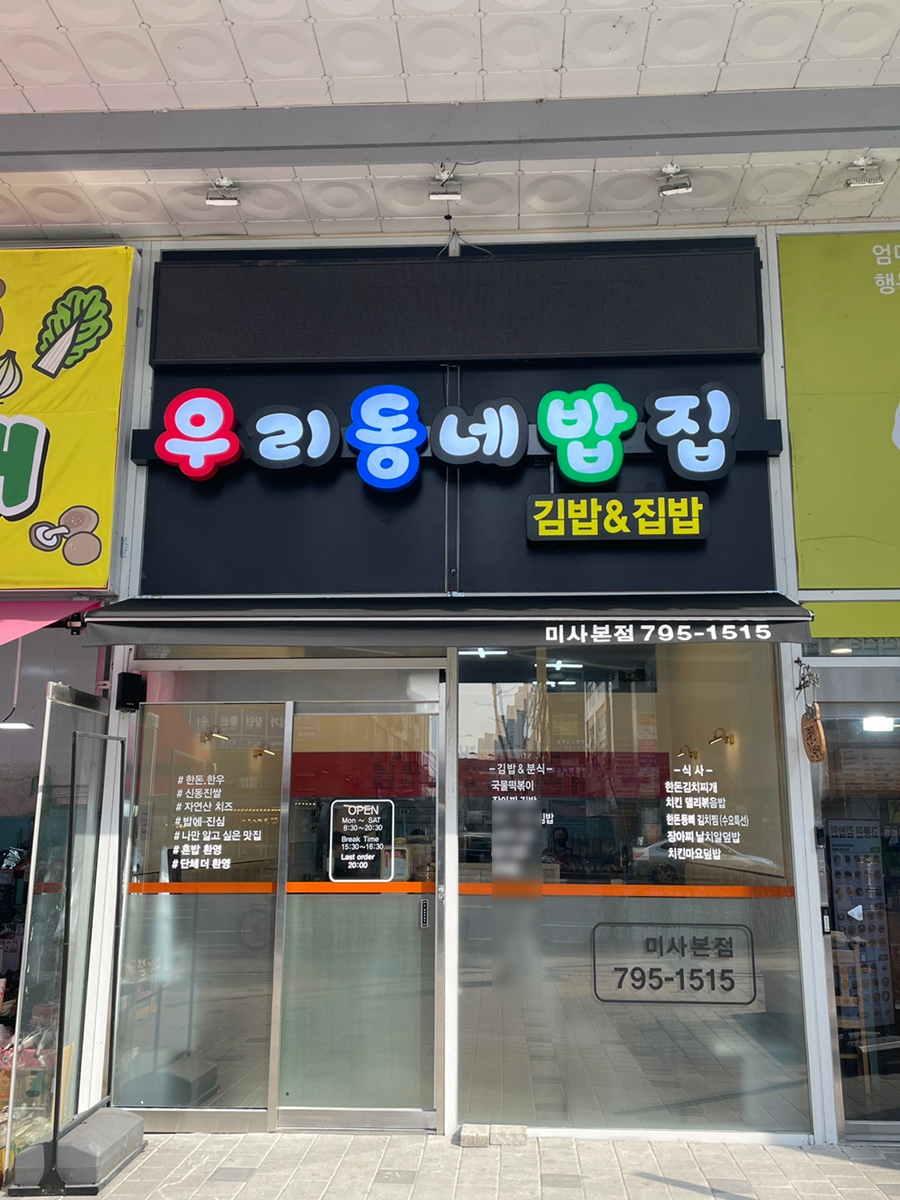 엄마
행
우리동네밥집
김밥&집밥
미사본점 795-1515
# 한돈.한우
# 신동진쌀
# 자연산 치즈
# 밥에-진심
# 나만 알고 싶은 맛집
# 혼밥 환영
# 단체 더 환영
OPEN
Mon ~ SAT
8:30~20:30
Break Time
15:30~16:30
Last order
20:00
-김밥 & 분식-
국물떡볶이
- 식 사 -
한돈김치찌개
치킨 델리볶음밥
한돈통뼈 김치찜 (수요특선)
장아찌 날치알덮밥
치킨마요덮밥
미사본점
795-1515